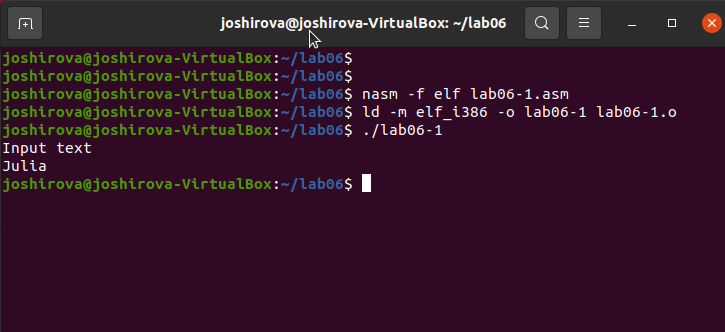 joshirova@joshirova-VirtualBox: ~/lab06
joshirova@joshirova-VirtualBox:~/lab06$
joshirova@joshirova-VirtualBox:~/lab06$
joshirova@joshirova-VirtualBox:~/lab06$ nasm -f elf lab06-1.asm
joshirova@joshirova-VirtualBox:~/lab06$ ld -m elf_i386 -o lab06-1 lab06-1.o
joshirova@joshirova-VirtualBox:~/lab06$ ./lab06-1
Input text
Julia
joshirova@joshirova-VirtualBox:~/lab06$